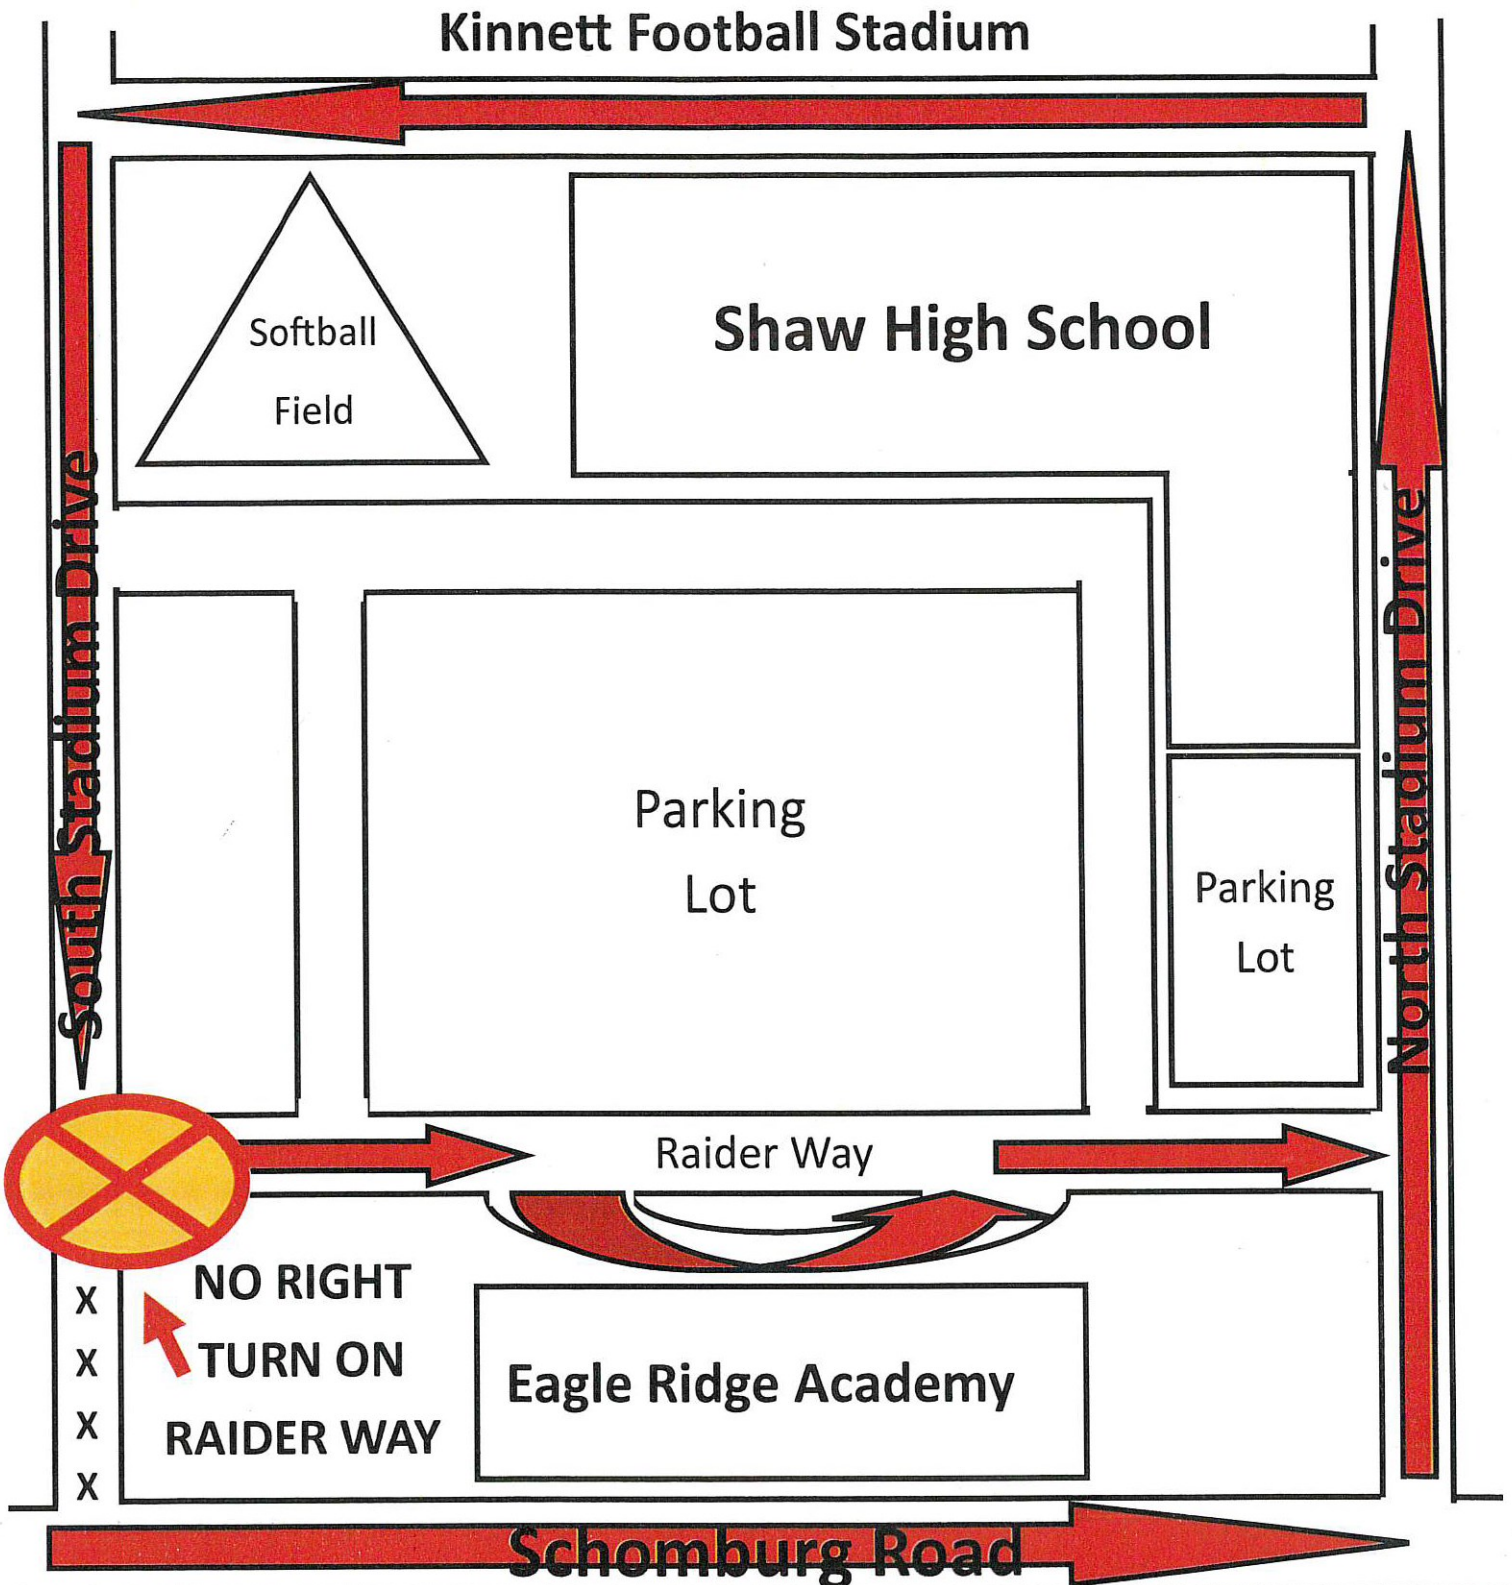 Kinnett Football Stadium
Softball
Field
Shaw High School
South Stadium Drive
North Stadium Drive
Parking
Lot
Parking
Lot
Raider Way
NO RIGHT
TURN ON
RAIDER WAY
X
X
X
X
Eagle Ridge Academy
Schomburg Road